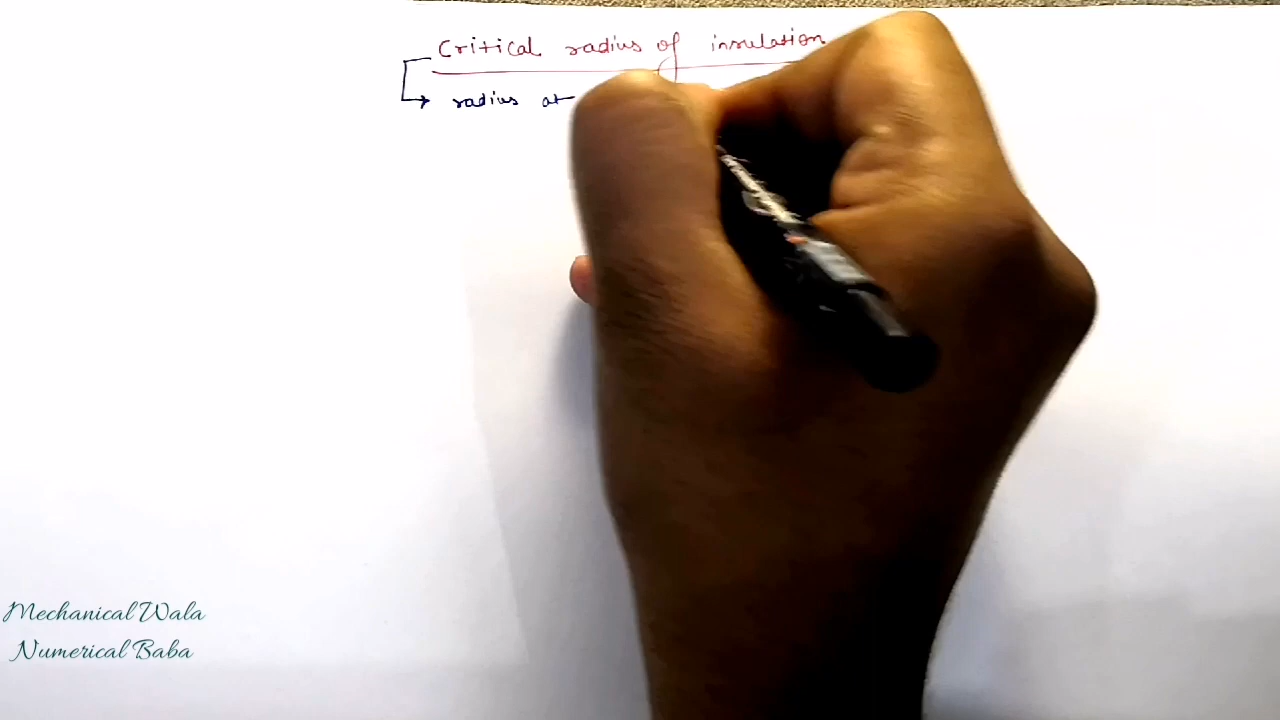 Critical radius of insulation
radius at
Mechanical Wala
Numerical Baba